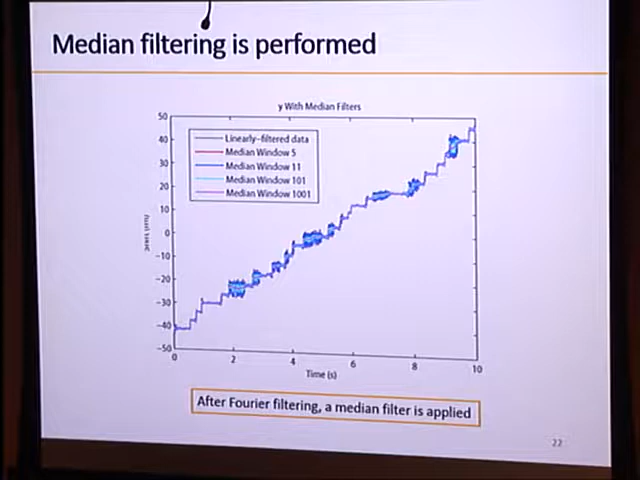 Median filtering is performed
y With Median Filters
Linearly-filtered data
Median Window 5
Median Window 11
Median Window 101
Median Window 1001
50
40
30
20
10
0
-10
-20
-30
-40
-50
0 2 4 6 8 10
Time (s)
After Fourier filtering, a median filter is applied
22